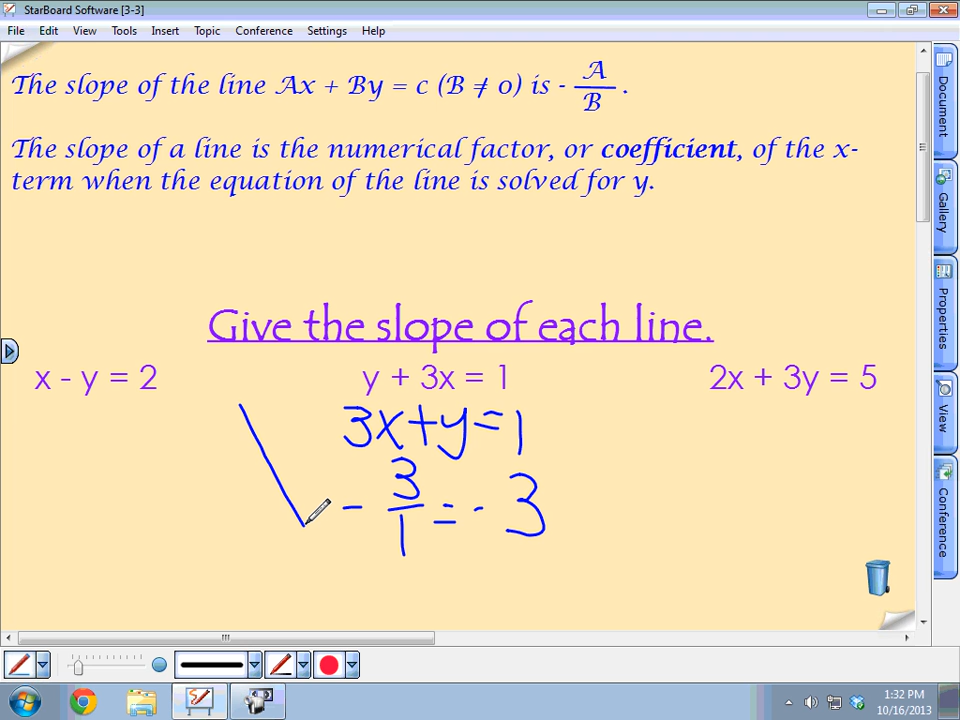 StarBoard Software [3-3]
File Edit View Tools Insert Topic Conference Settings Help
The slope of the line Ax + By = c (B ≠ 0) is - A/B .
The slope of a line is the numerical factor, or coefficient, of the x-
term when the equation of the line is solved for y.
Give the slope of each line.
x - y = 2 y + 3x = 1 2x + 3y = 5
3x+y=1
- 3/1 = - 3
Document
Gallery
Properties
View
Conference
1:32 PM
10/16/2013